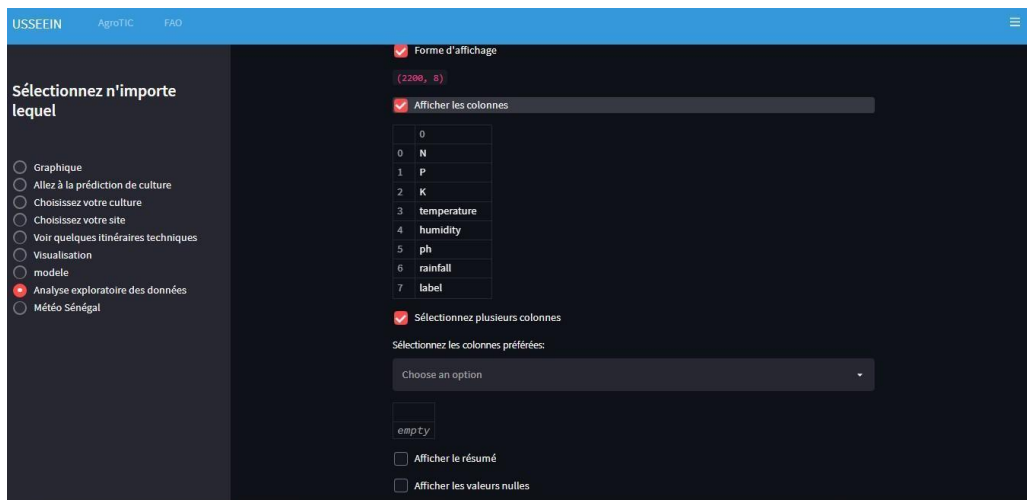 USSEEIN AgroTIC FAO
Sélectionnez n'importe
lequel
Graphique
Allez à la prédiction de culture
Choisissez votre culture
Choisissez votre site
Voir quelques itinéraires techniques
Visualisation
modele
Analyse exploratoire des données
Météo Sénégal
Forme d'affichage
(2200, 8)
Afficher les colonnes
0
0 N
1 P
2 K
3 temperature
4 humidity
5 ph
6 rainfall
7 label
Sélectionnez plusieurs colonnes
Sélectionnez les colonnes préférées:
Choose an option
empty
Afficher le résumé
Afficher les valeurs nulles